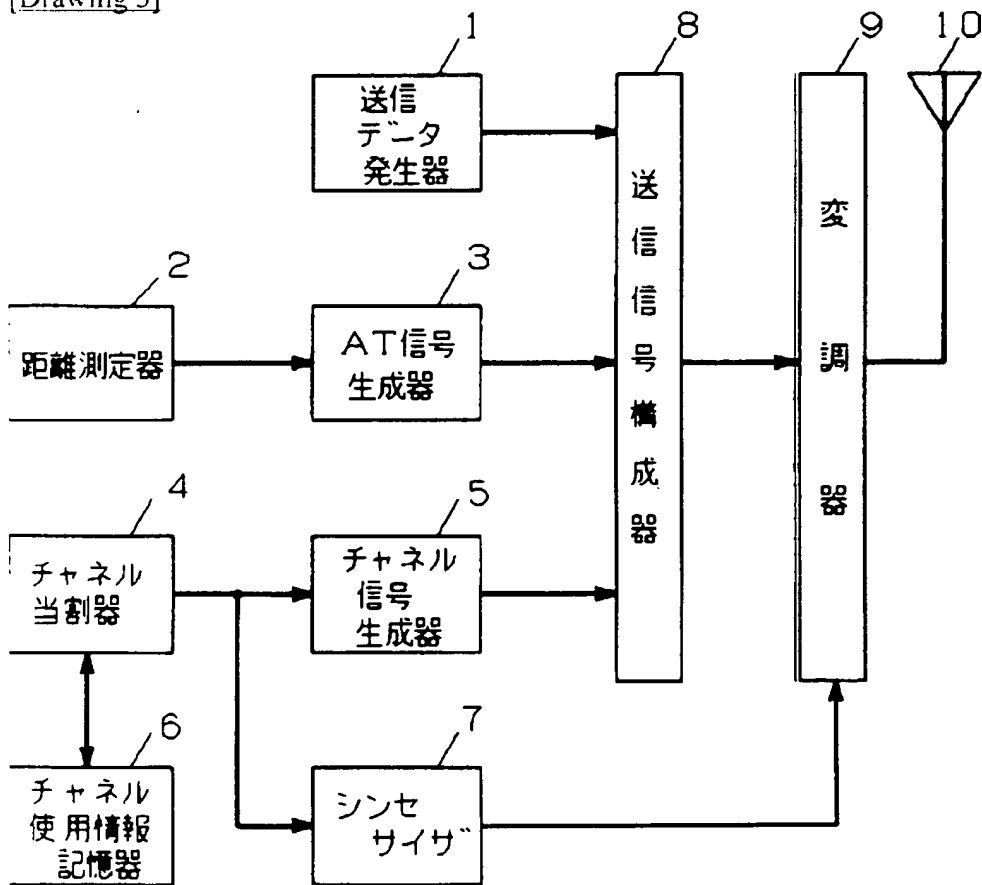 [Drawing 3]
1
8
9
10
送信
データ
発生器
送信信号構成器
変調器
2
3
距離測定器
AT信号
生成器
4
5
チャネル
当割器
チャネル
信号
生成器
6
7
チャネル
使用情報
記憶器
シンセ
サイザ